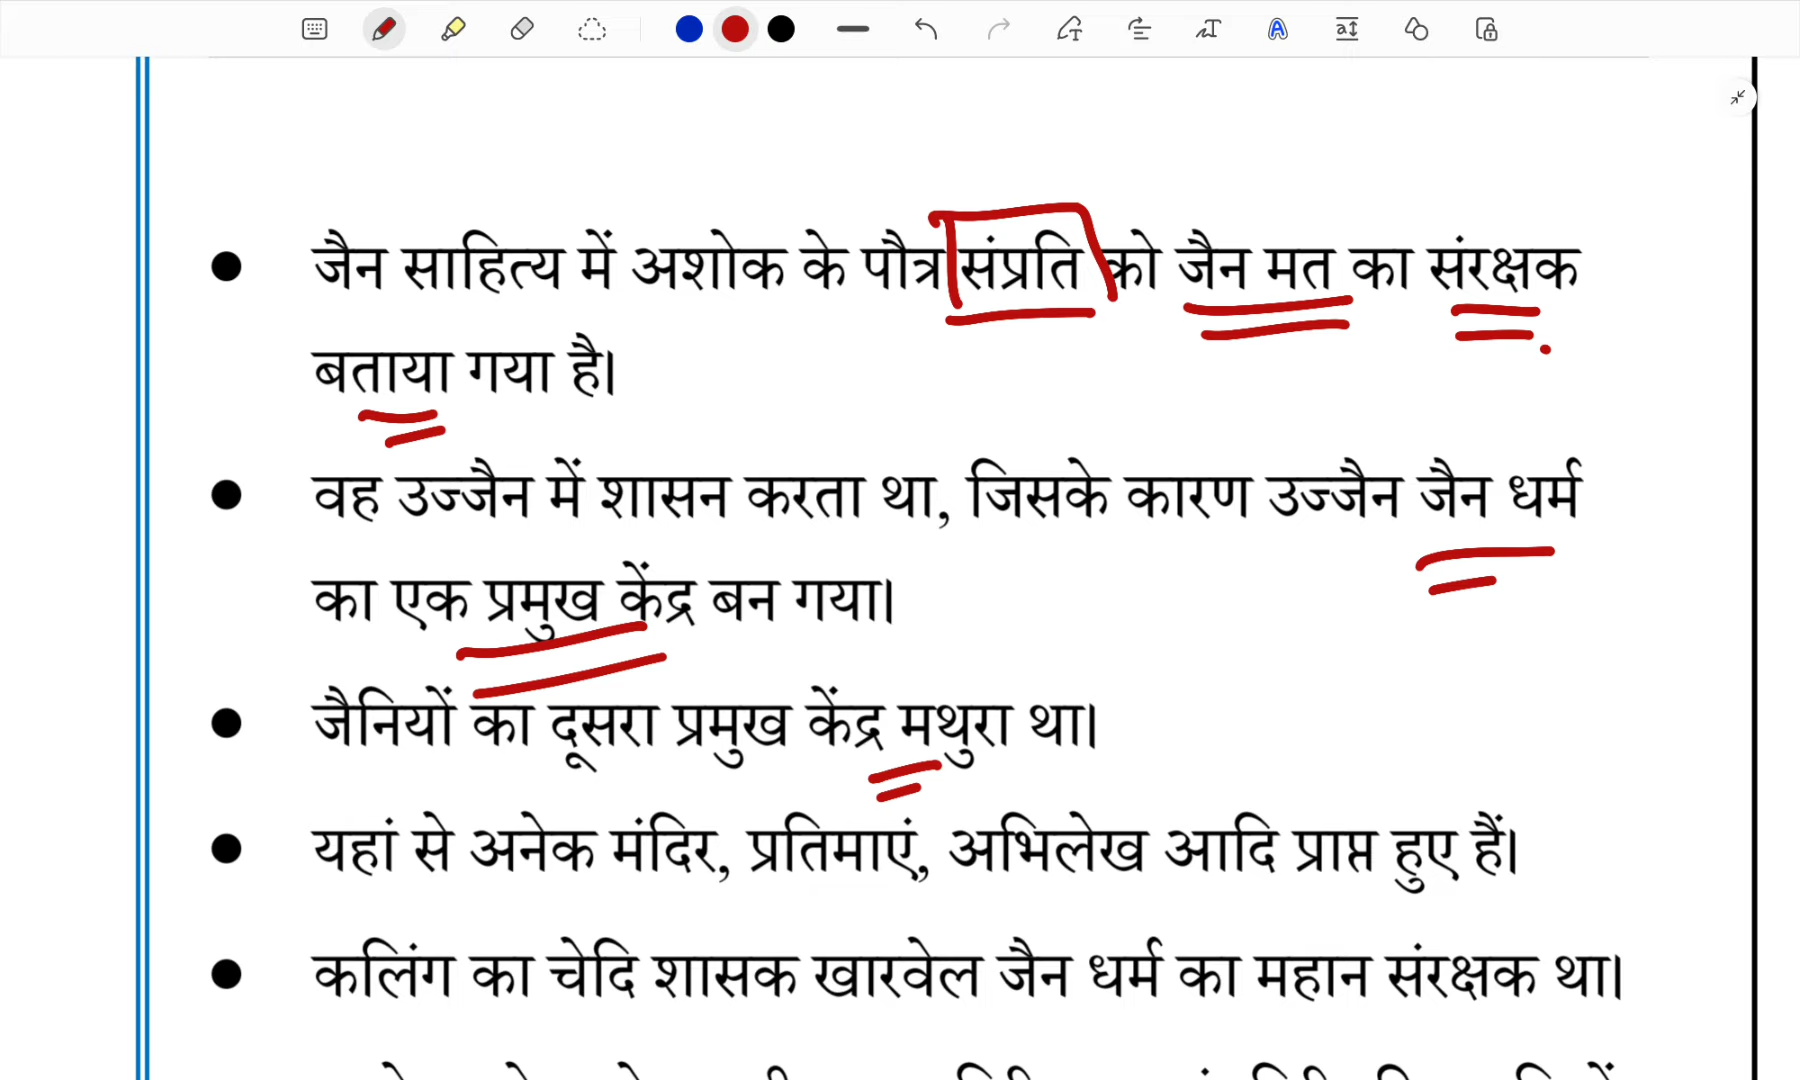 जैन साहित्य में अशोक के पौत्र संप्रति को जैन मत का संरक्षक
बताया गया है।
वह उज्जैन में शासन करता था, जिसके कारण उज्जैन जैन धर्म
का एक प्रमुख केंद्र बन गया।
जैनियों का दूसरा प्रमुख केंद्र मथुरा था।
यहां से अनेक मंदिर, प्रतिमाएं, अभिलेख आदि प्राप्त हुए हैं।
कलिंग का चेदि शासक खारवेल जैन धर्म का महान संरक्षक था।